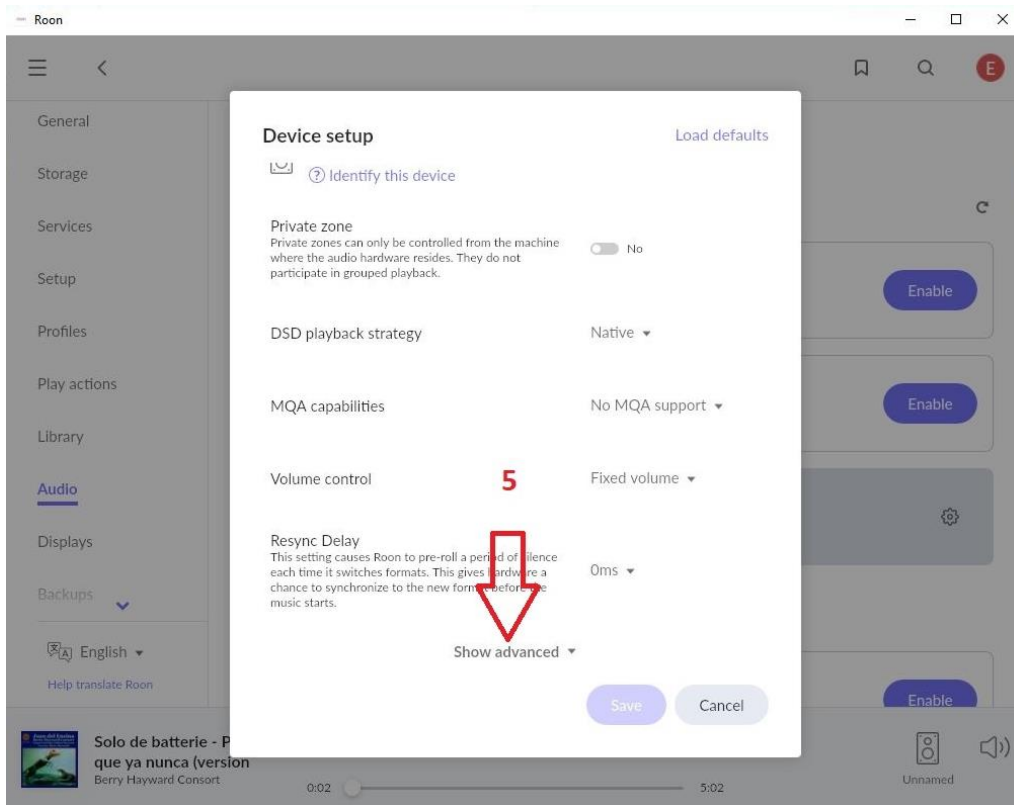 Roon
E
General
Storage
Services
Setup
Profiles
Play actions
Library
Audio
Displays
Backups
English
Help translate Roon
Device setup
Load defaults
Identify this device
Private zone
Private zones can only be controlled from the machine
where the audio hardware resides. They do not
participate in grouped playback.
No
DSD playback strategy
Native
MQA capabilities
No MQA support
Volume control
5
Fixed volume
Resync Delay
This setting causes Roon to pre-roll a period of silence
each time it switches formats. This gives hardware a
chance to synchronize to the new format before the
music starts.
0ms
Show advanced
Save
Cancel
Enable
Enable
Enable
Solo de batterie - P
que ya nunca (version
Berry Hayward Consort
0:02
5:02
Unnamed